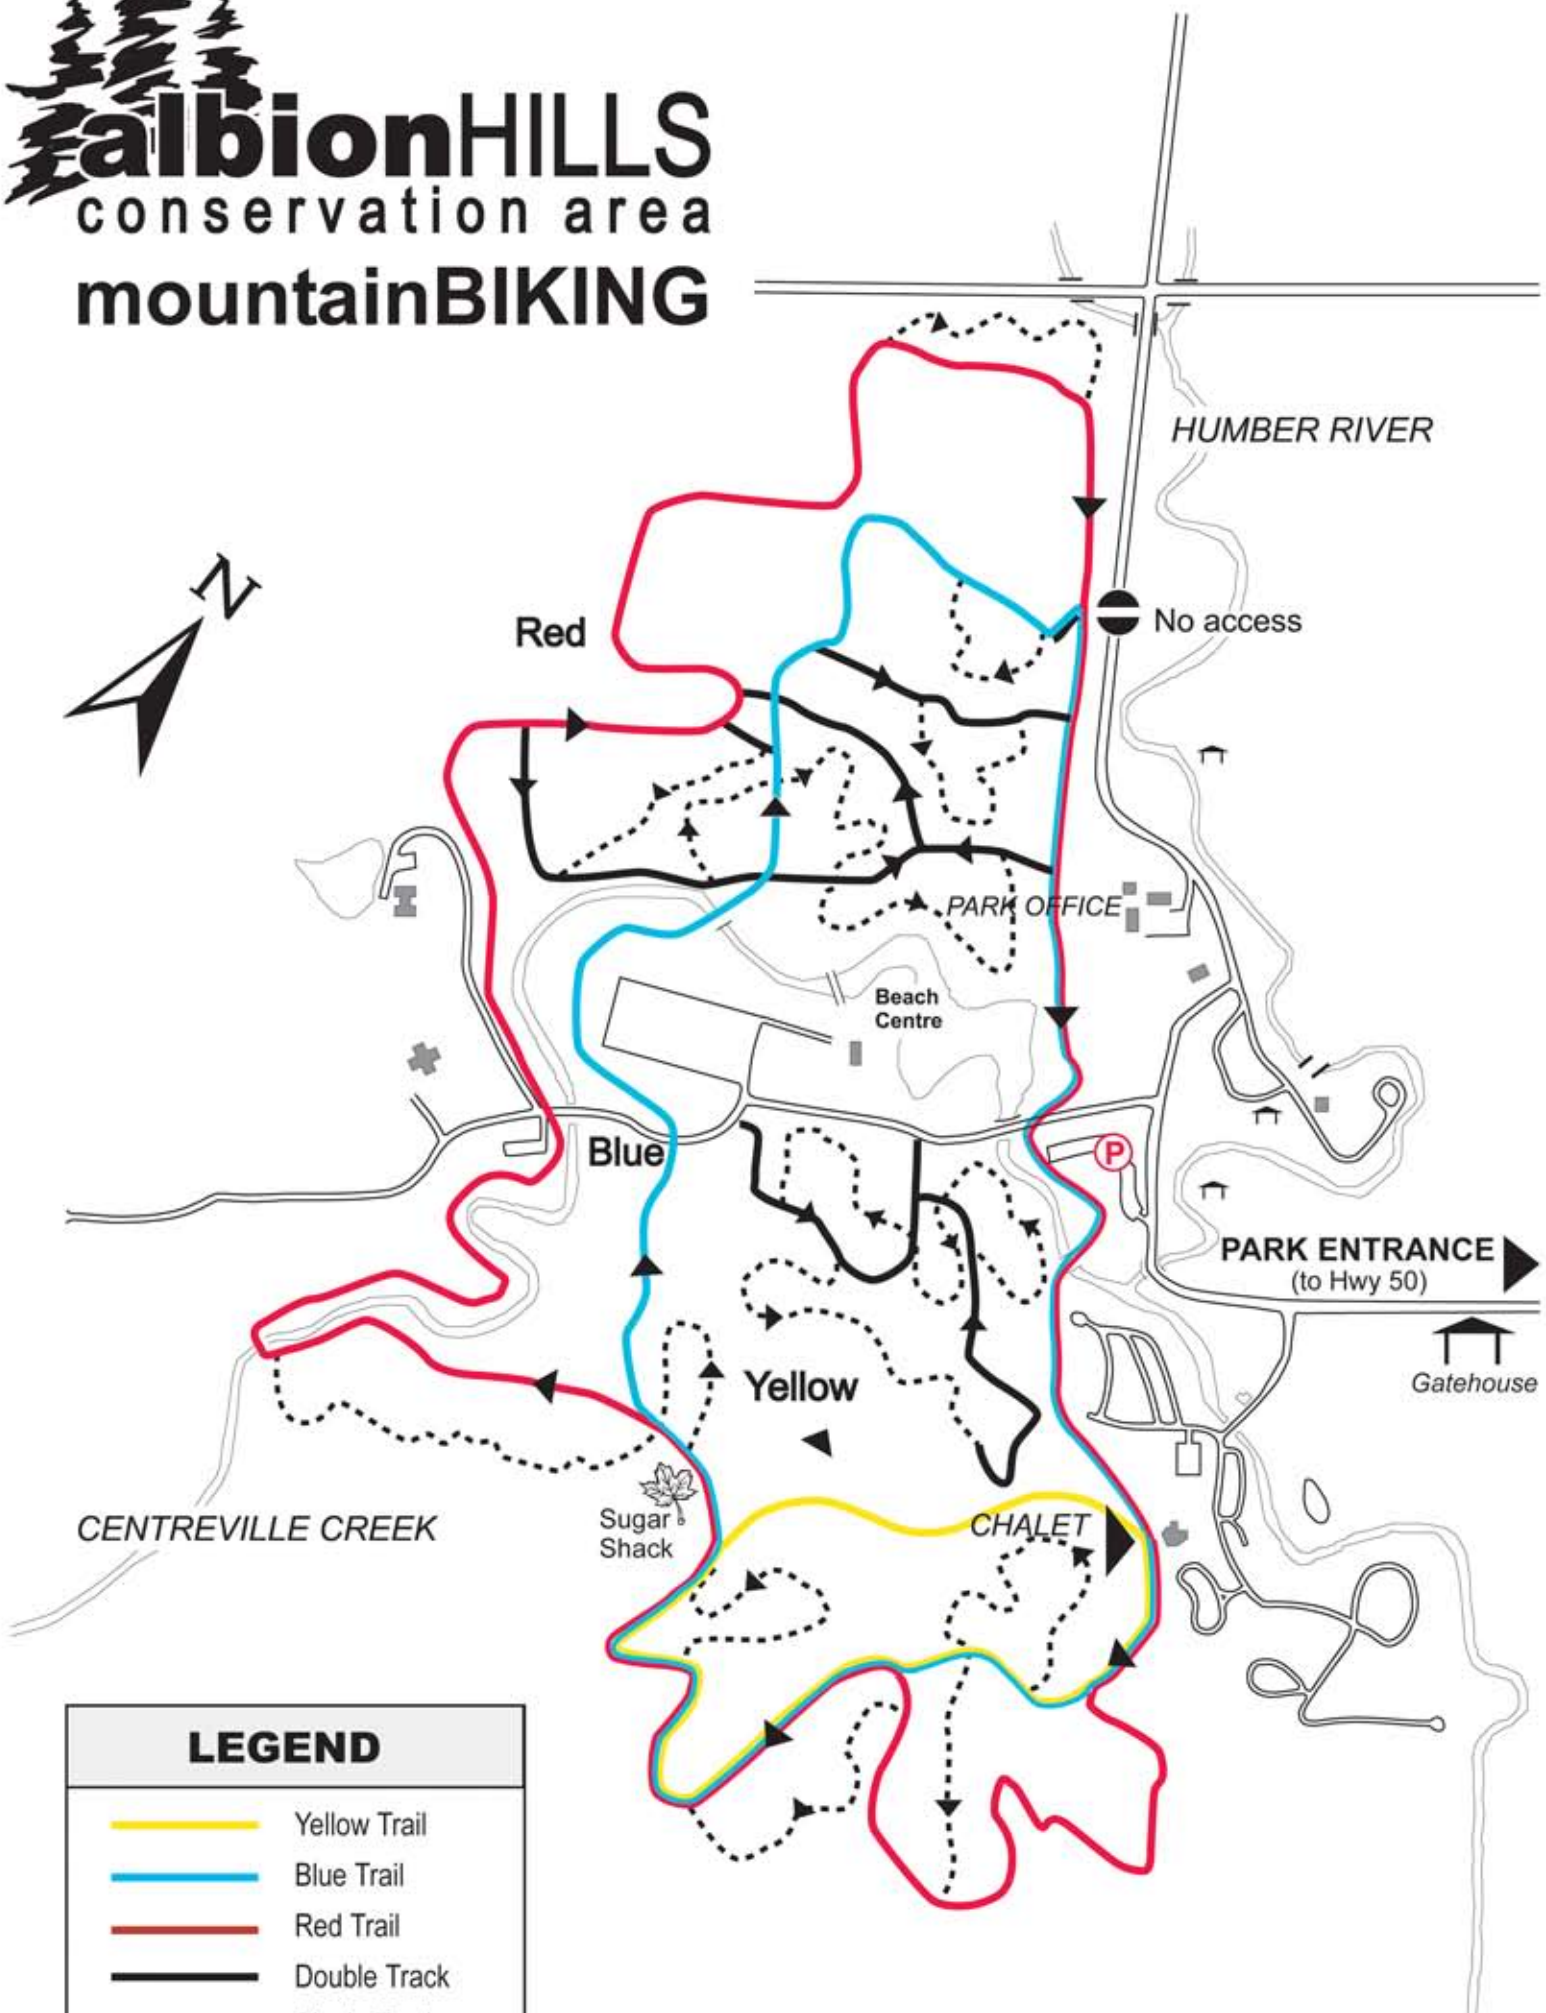 albionHILLS
conservation area
mountainBIKING
HUMBER RIVER
N
Red
No access
PARK OFFICE
Beach
Centre
Blue
P
PARK ENTRANCE
(to Hwy 50)
Gatehouse
Yellow
CENTREVILLE CREEK
Sugar
Shack
CHALET
LEGEND
Yellow Trail
Blue Trail
Red Trail
Double Track